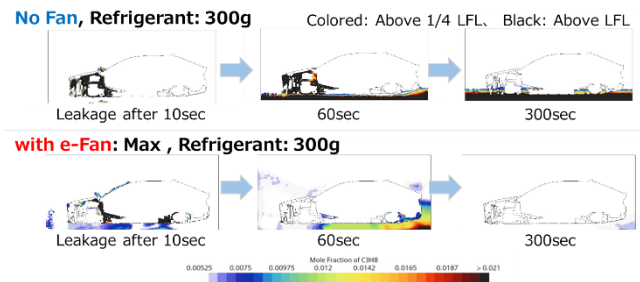 No Fan, Refrigerant: 300g
Colored: Above 1/4 LFL、 Black: Above LFL
Leakage after 10sec
60sec
300sec
with e-Fan: Max , Refrigerant: 300g
Leakage after 10sec
60sec
300sec
Mole Fraction of C3H8
0.00525 0.0075 0.00975 0.012 0.0142 0.0165 0.0187 > 0.021